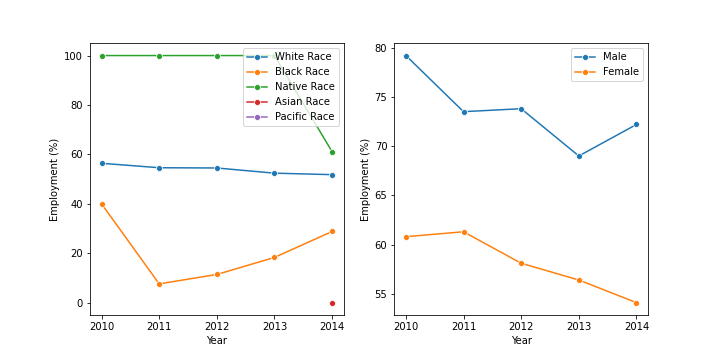 100
80
60
40
20
0
Employment (%)
2010 2011 2012 2013 2014
Year
White Race
Black Race
Native Race
Asian Race
Pacific Race
80
75
70
65
60
55
Employment (%)
2010 2011 2012 2013 2014
Year
Male
Female